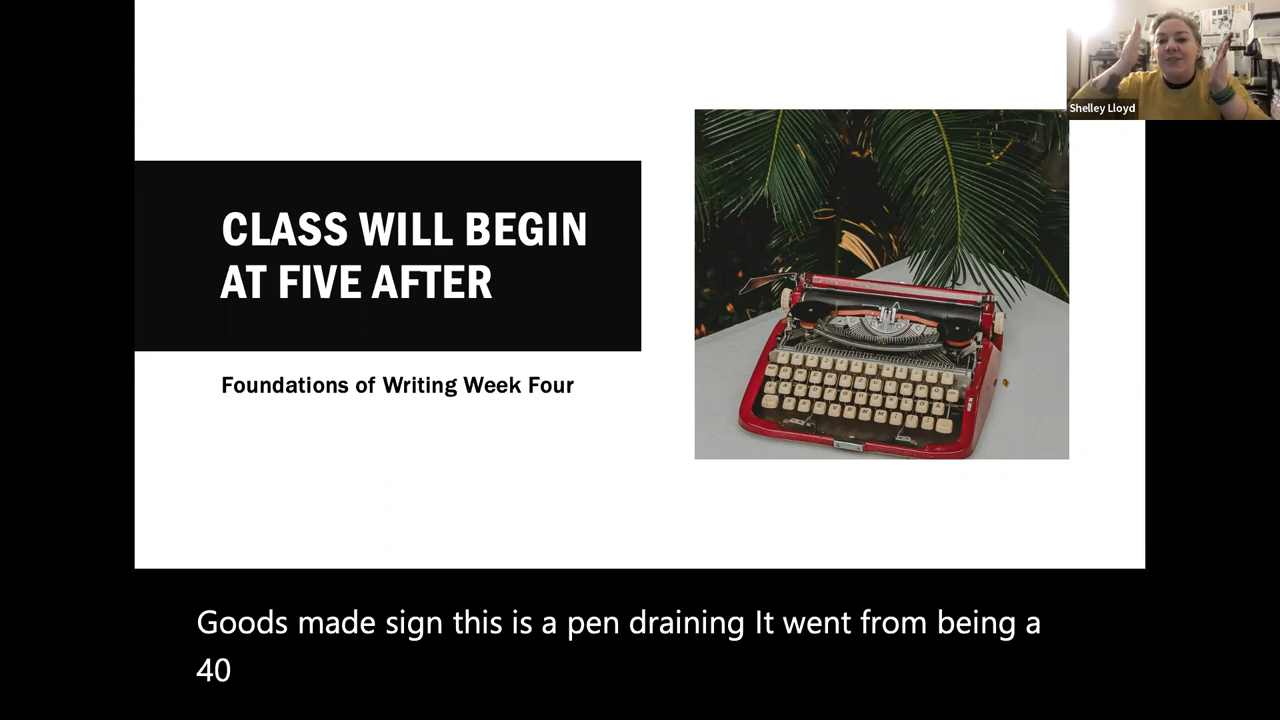 Shelley Lloyd
CLASS WILL BEGIN
AT FIVE AFTER
Foundations of Writing Week Four
Goods made sign this is a pen draining It went from being a
40